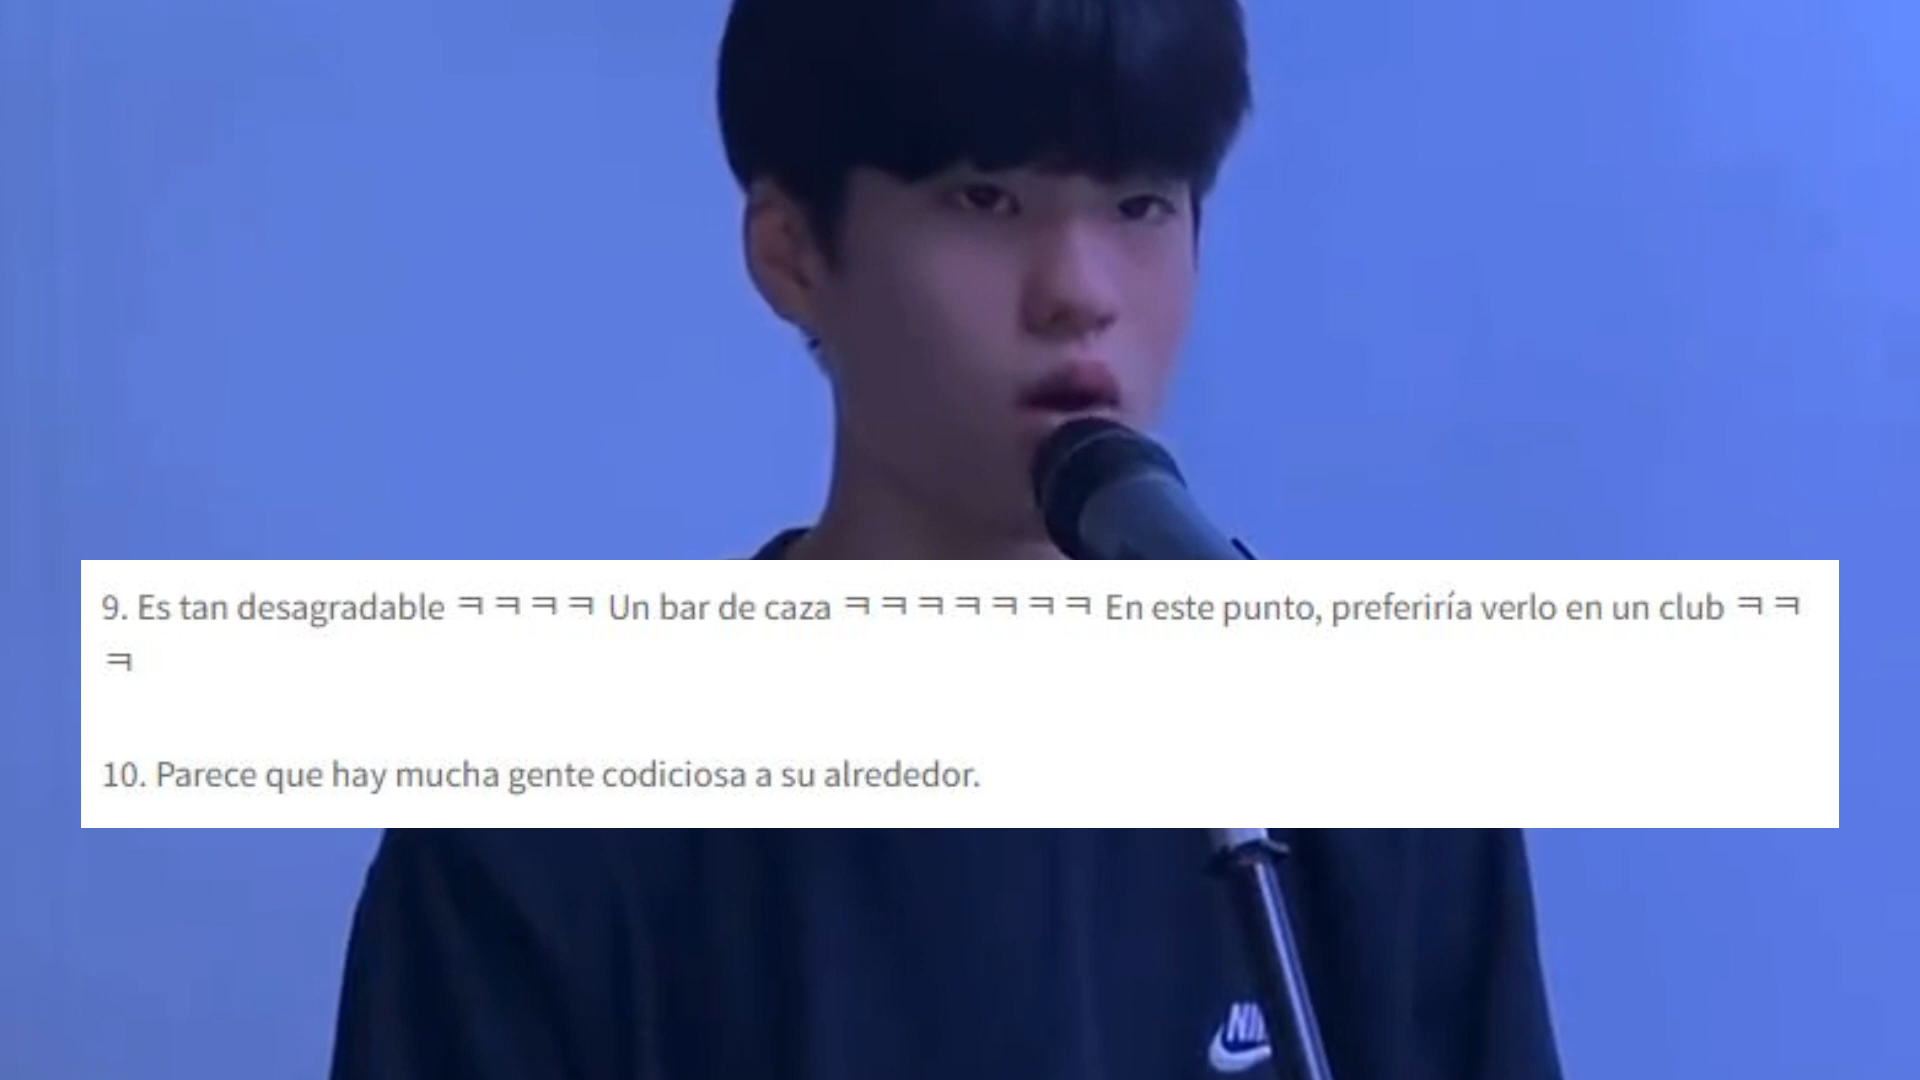 9. Es tan desagradable ㅋㅋㅋㅋ Un bar de caza ㅋㅋㅋㅋㅋㅋㅋ En este punto, preferiría verlo en un club ㅋㅋ
ㅋ
10. Parece que hay mucha gente codiciosa a su alrededor.